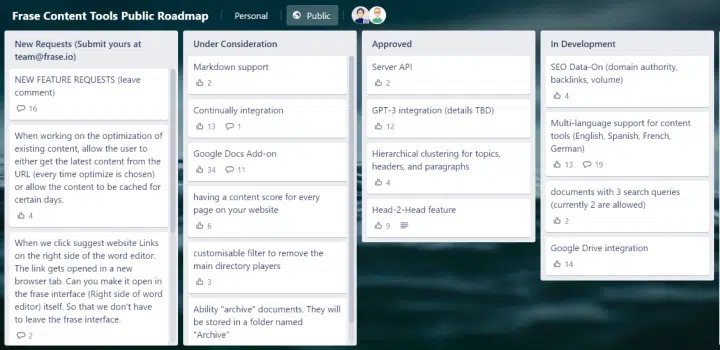 Frase Content Tools Public Roadmap
Personal
Public
New Requests (Submit yours at
team@frase.io)
NEW FEATURE REQUESTS (leave
comment)
16
When working on the optimization of
existing content, allow the user to
either get the latest content from the
URL (every time optimize is chosen)
or allow the content to be cached for
certain days.
4
When we click suggest website Links
on the right side of the word editor.
The link gets opened in a new
browser tab. Can you make it open in
the frase interface (Right side of word
editor) itself. So that we don't have
to leave the frase interface.
2
Under Consideration
Markdown support
2
Continually integration
13 1
Google Docs Add-on
34 11
having a content score for every
page on your website
6
customisable filter to remove the
main directory players
3
Ability "archive" documents. They will
be stored in a folder named
"Archive"
Approved
Server API
2
GPT-3 integration (details TBD)
12
Hierarchical clustering for topics,
headers, and paragraphs
4
Head-2-Head feature
9
In Development
SEO Data-On (domain authority,
backlinks, volume)
4
Multi-language support for content
tools (English, Spanish, French,
German)
13 19
documents with 3 search queries
(currently 2 are allowed)
2
Google Drive integration
14